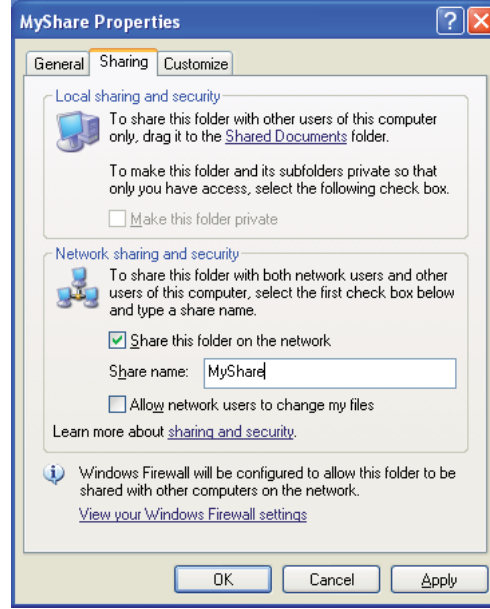 MyShare Properties
General Sharing Customize
Local sharing and security
To share this folder with other users of this computer
only, drag it to the Shared Documents folder.
To make this folder and its subfolders private so that
only you have access, select the following check box.
Make this folder private
Network sharing and security
To share this folder with both network users and other
users of this computer, select the first check box below
and type a share name.
Share this folder on the network
Share name: MyShare
Allow network users to change my files
Learn more about sharing and security.
Windows Firewall will be configured to allow this folder to be
shared with other computers on the network.
View your Windows Firewall settings
OK Cancel Apply